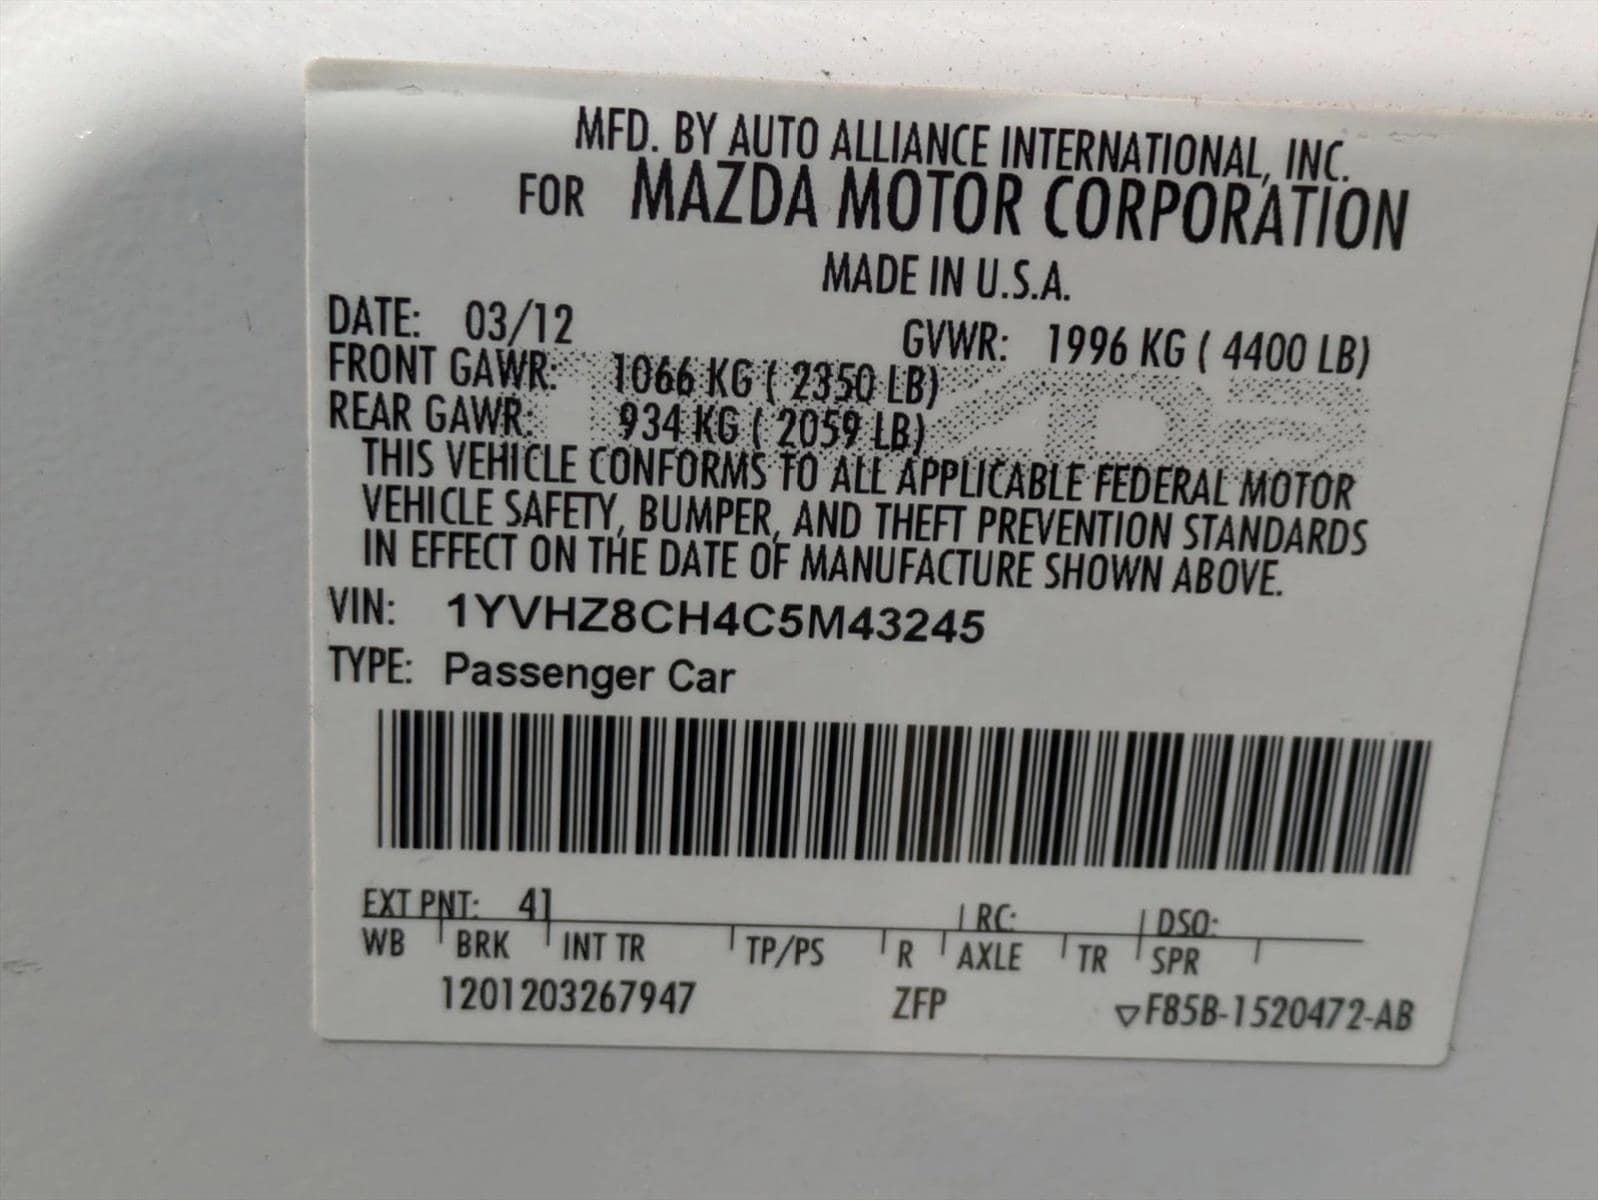 MFD. BY AUTO ALLIANCE INTERNATIONAL, INC.
FOR MAZDA MOTOR CORPORATION
MADE IN U.S.A.
DATE: 03/12 GVWR: 1996 KG ( 4400 LB)
FRONT GAWR: 1066 KG ( 2350 LB)
REAR GAWR: 934 KG ( 2059 LB)
THIS VEHICLE CONFORMS TO ALL APPLICABLE FEDERAL MOTOR
VEHICLE SAFETY, BUMPER, AND THEFT PREVENTION STANDARDS
IN EFFECT ON THE DATE OF MANUFACTURE SHOWN ABOVE.
VIN: 1YVHZ8CH4C5M43245
TYPE: Passenger Car
EXT PNT: 41 RC: DSO:
WB BRK INT TR TP/PS R AXLE TR SPR
1201203267947 ZFP ▽F85B-1520472-AB